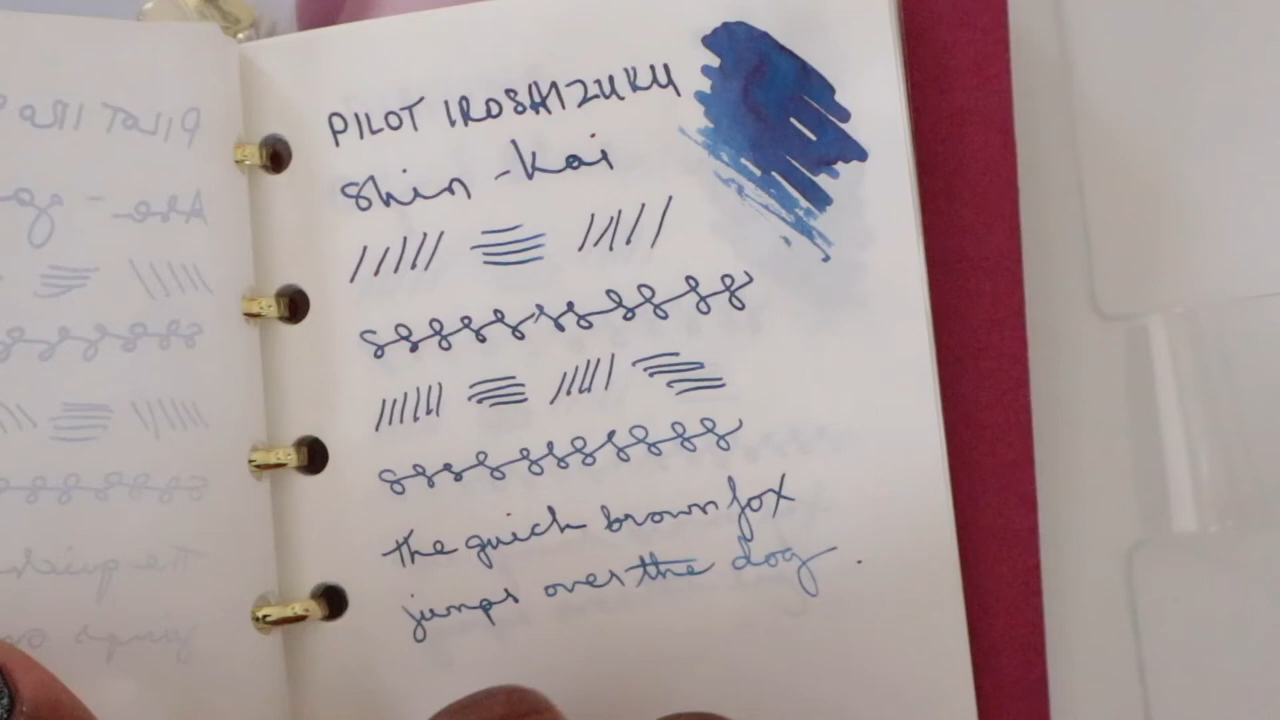 PILOT IROSHIZUKU
Shin-Kai
the quick brown fox
jumps over the dog.